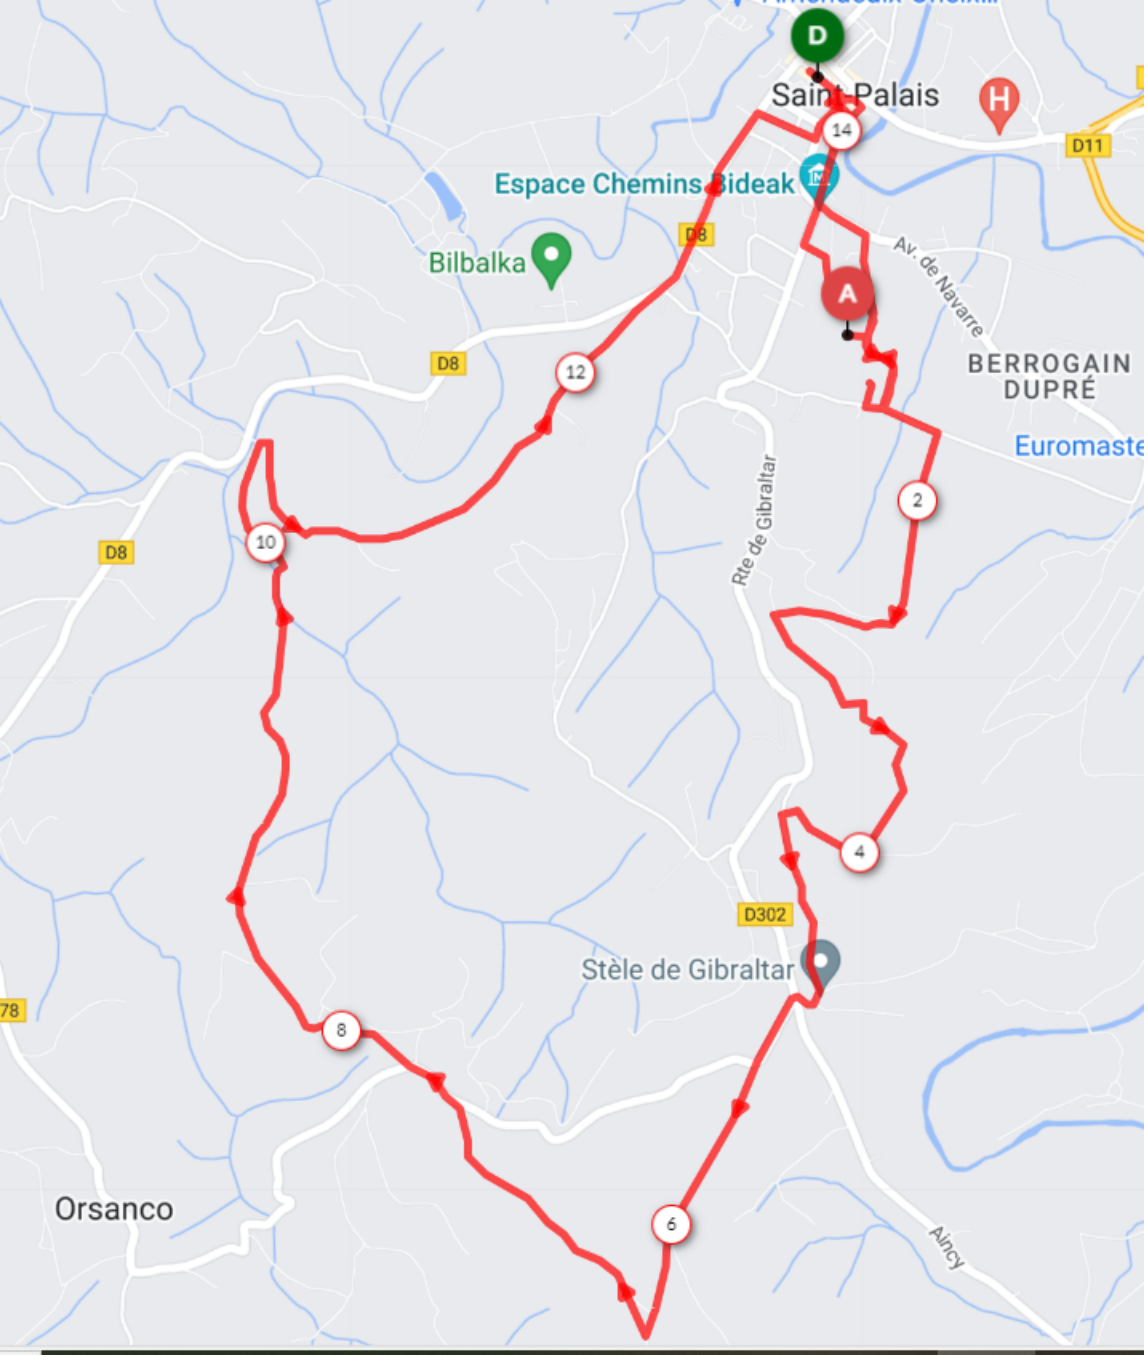 D
Saint-Palais
H
14
D11
Espace Chemins Bideak
D8
Av. de Navarre
Bilbalka
A
D8
12
BERROGAIN
DUPRÉ
Euromaste
Rte de Gibraltar
2
10
D8
4
D302
Stèle de Gibraltar
78
8
Orsanco
6
Aincy